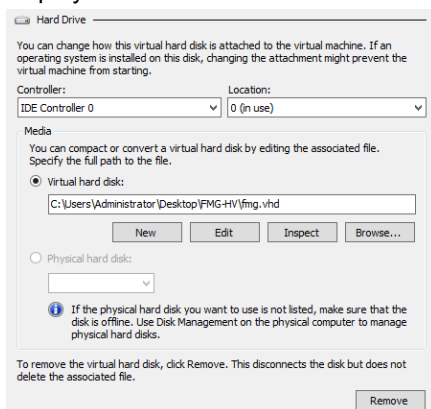 Hard Drive
You can change how this virtual hard disk is attached to the virtual machine. If an
operating system is installed on this disk, changing the attachment might prevent the
virtual machine from starting.
Controller: Location:
IDE Controller 0 0 (in use)
Media
You can compact or convert a virtual hard disk by editing the associated file.
Specify the full path to the file.
Virtual hard disk:
C:\Users\Administrator\Desktop\FMG-HV\fmg.vhd
New Edit Inspect Browse...
Physical hard disk:
If the physical hard disk you want to use is not listed, make sure that the
disk is offline. Use Disk Management on the physical computer to manage
physical hard disks.
To remove the virtual hard disk, click Remove. This disconnects the disk but does not
delete the associated file.
Remove